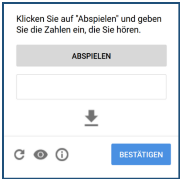 Klicken Sie auf "Abspielen" und geben
Sie die Zahlen ein, die Sie hören.
ABSPIELEN
BESTÄTIGEN